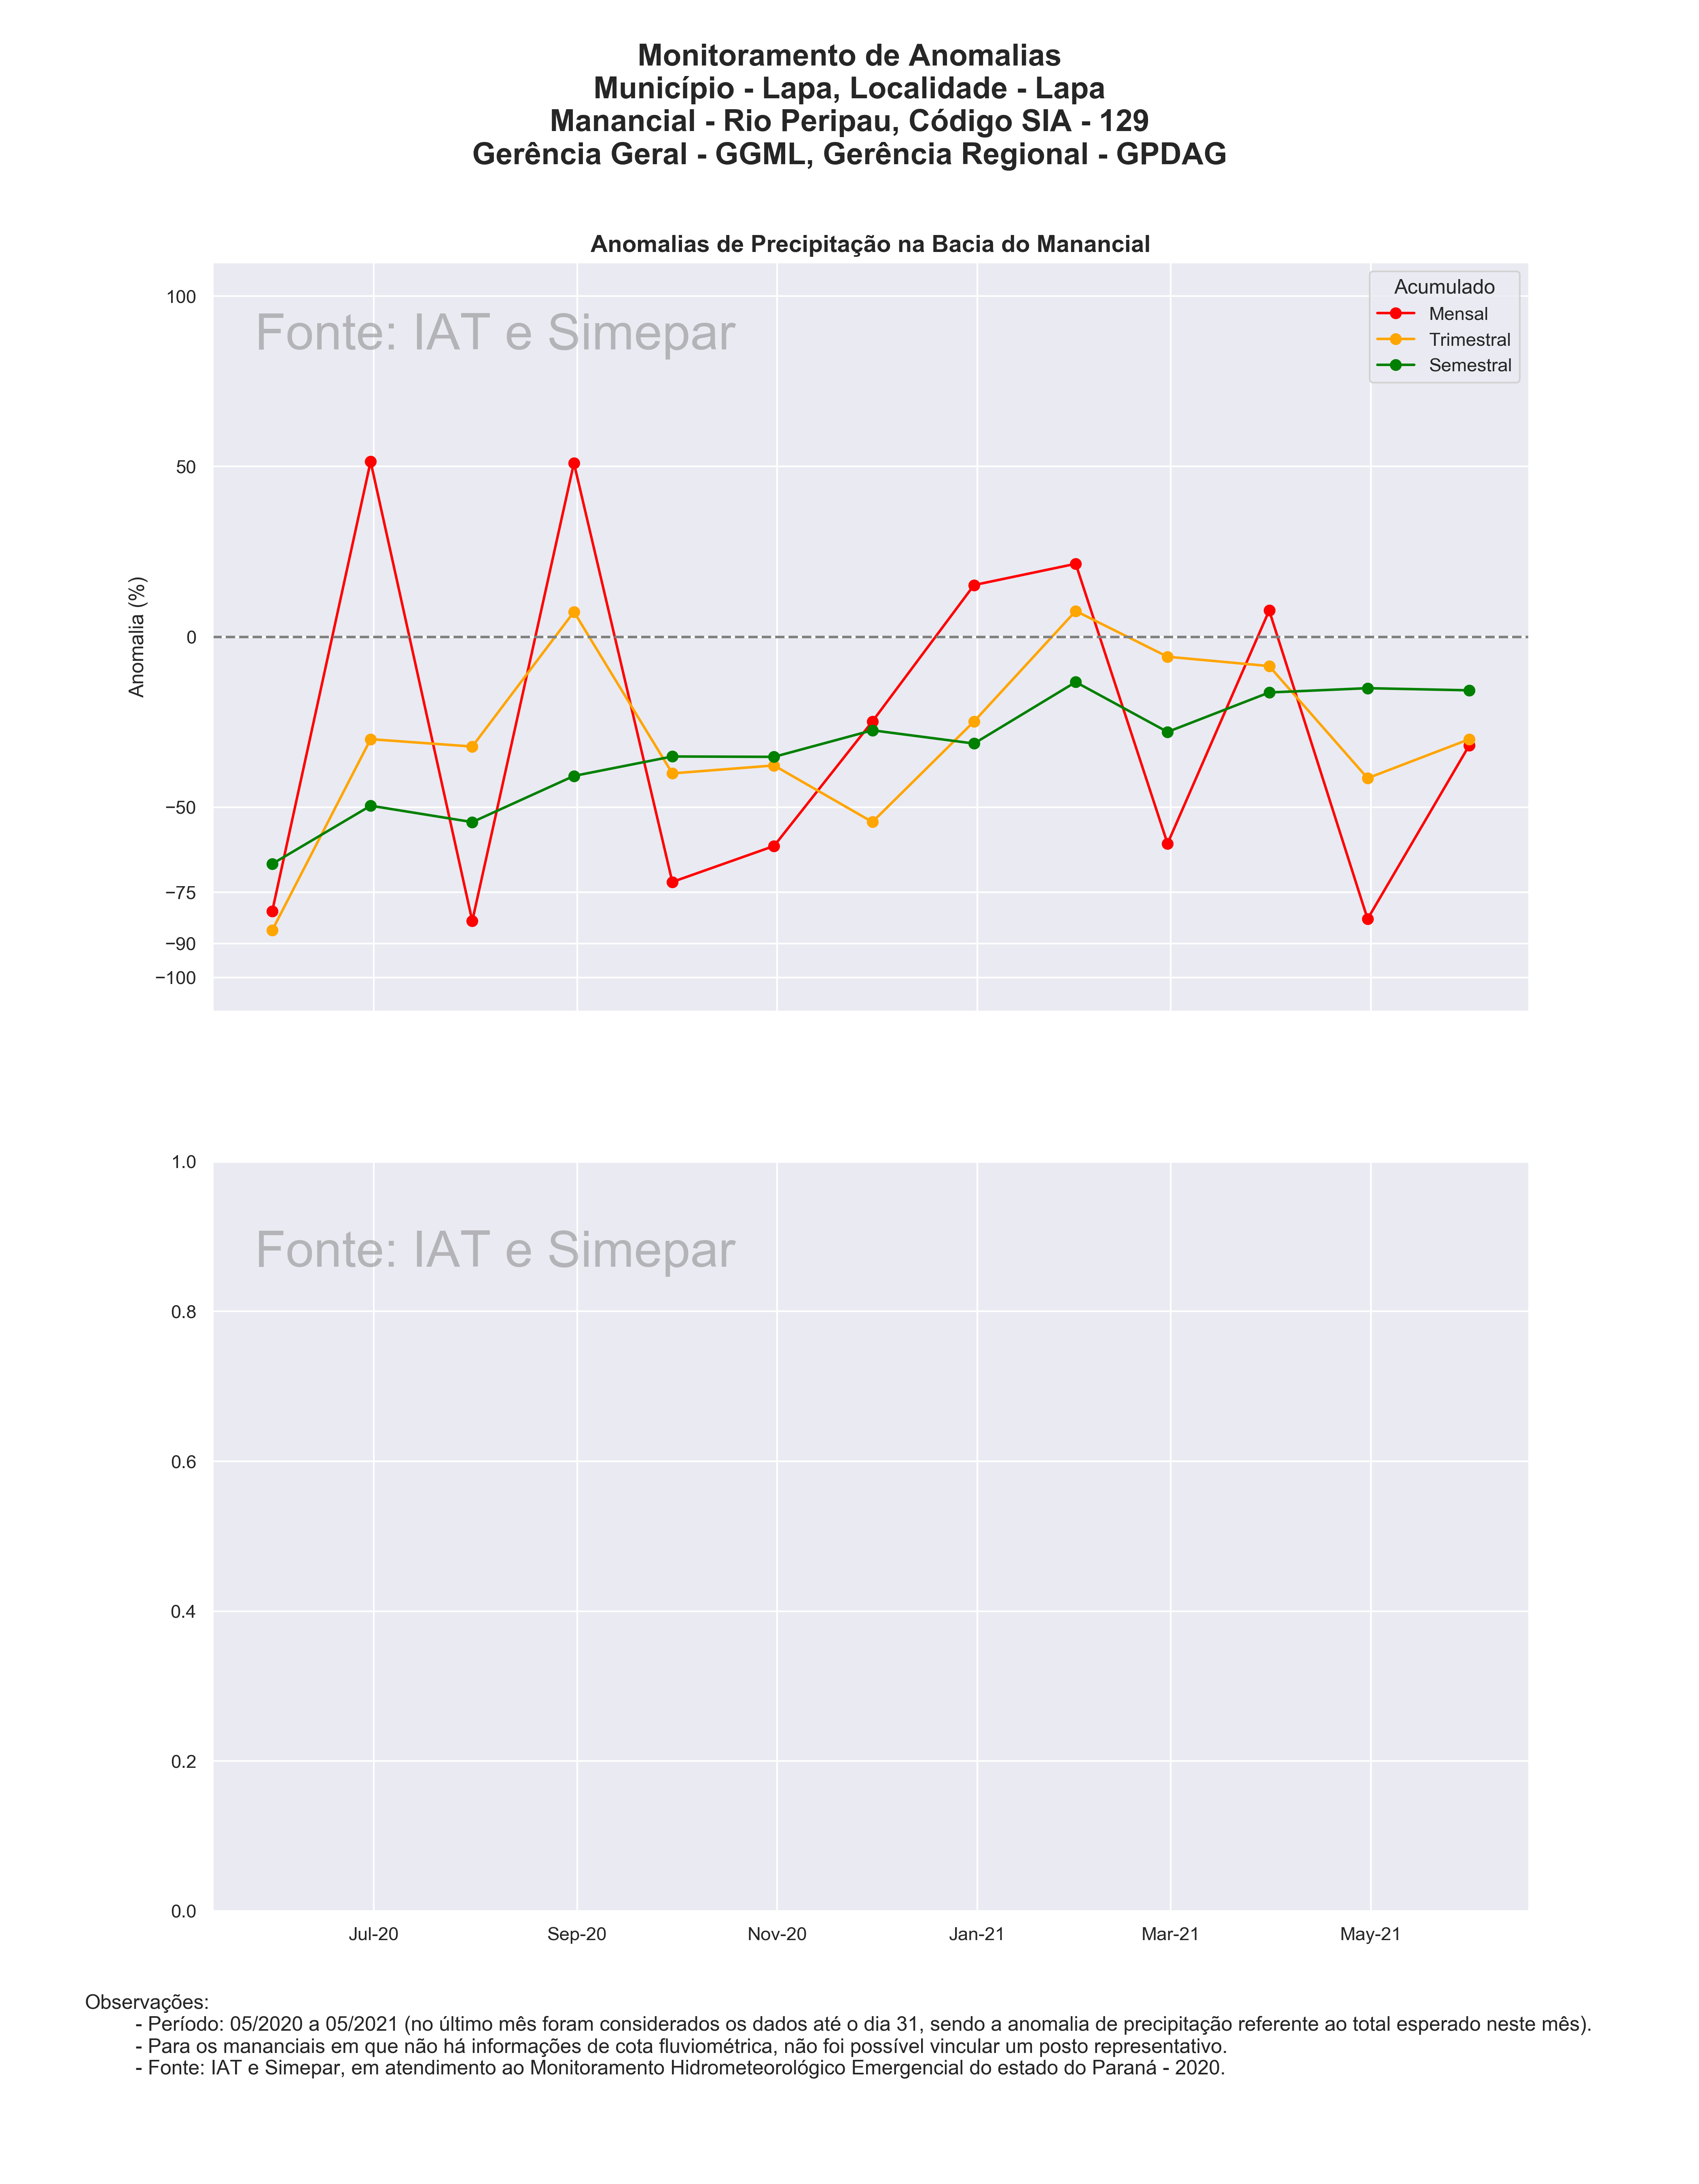 Monitoramento de Anomalias
Município - Lapa, Localidade - Lapa
Manancial - Rio Peripau, Código SIA - 129
Gerência Geral - GGML, Gerência Regional - GPDAG
Anomalias de Precipitação na Bacia do Manancial
Fonte: IAT e Simepar
Acumulado
Mensal
Trimestral
Semestral
Anomalia (%)
100
50
0
−50
−75
−90
−100
Fonte: IAT e Simepar
1.0
0.8
0.6
0.4
0.2
0.0
Jul-20 Sep-20 Nov-20 Jan-21 Mar-21 May-21
Observações:
- Período: 05/2020 a 05/2021 (no último mês foram considerados os dados até o dia 31, sendo a anomalia de precipitação referente ao total esperado neste mês).
- Para os mananciais em que não há informações de cota fluviométrica, não foi possível vincular um posto representativo.
- Fonte: IAT e Simepar, em atendimento ao Monitoramento Hidrometeorológico Emergencial do estado do Paraná - 2020.